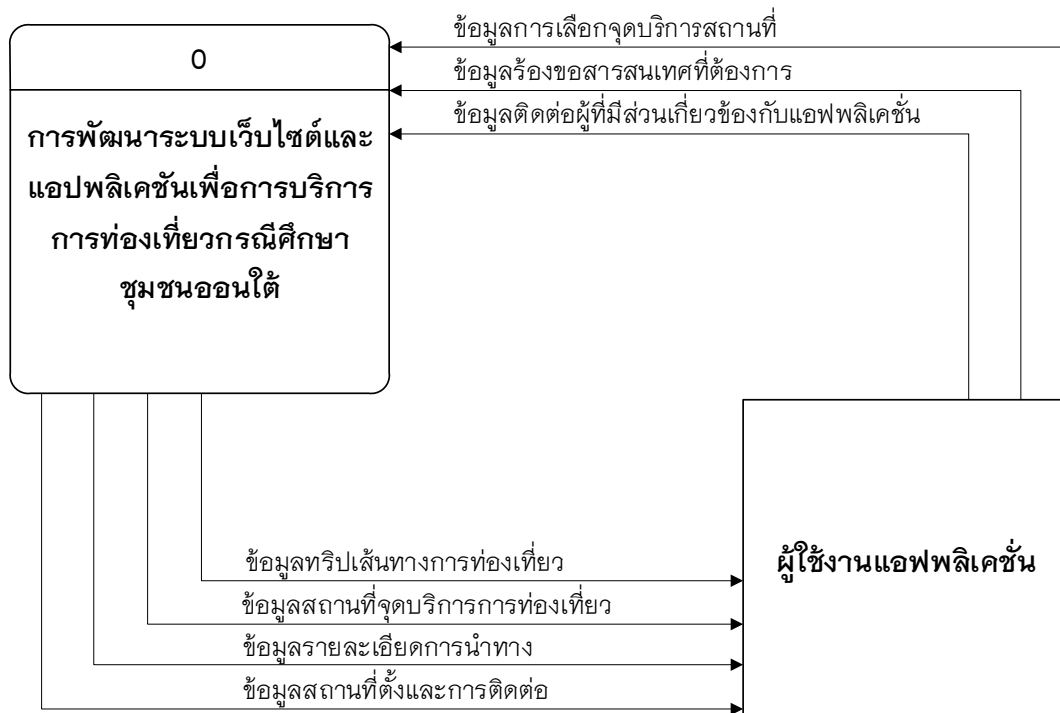 ข้อมูลการเลือกจุดบริการสถานที่
0
ข้อมูลร้องขอสารสนเทศที่ต้องการ
ข้อมูลติดต่อผู้ที่มีส่วนเกี่ยวข้องกับแอฟพลิเคชั่น
การพัฒนาระบบเว็บไซต์และ
แอปพลิเคชันเพื่อการบริการ
การท่องเที่ยวกรณีศึกษา
ชุมชนออนใต้
ข้อมูลทริปเส้นทางการท่องเที่ยว
ผู้ใช้งานแอฟพลิเคชั่น
ข้อมูลสถานที่จุดบริการการท่องเที่ยว
ข้อมูลรายละเอียดการนำทาง
ข้อมูลสถานที่ตั้งและการติดต่อ